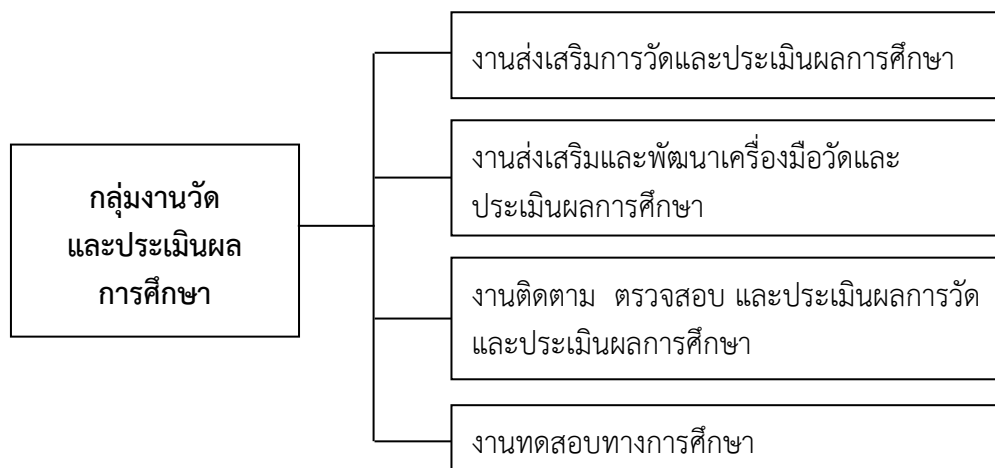 กลุ่มงานวัด
และประเมินผล
การศึกษา
งานส่งเสริมการวัดและประเมินผลการศึกษา
งานส่งเสริมและพัฒนาเครื่องมือวัดและ
ประเมินผลการศึกษา
งานติดตาม ตรวจสอบ และประเมินผลการวัด
และประเมินผลการศึกษา
งานทดสอบทางการศึกษา